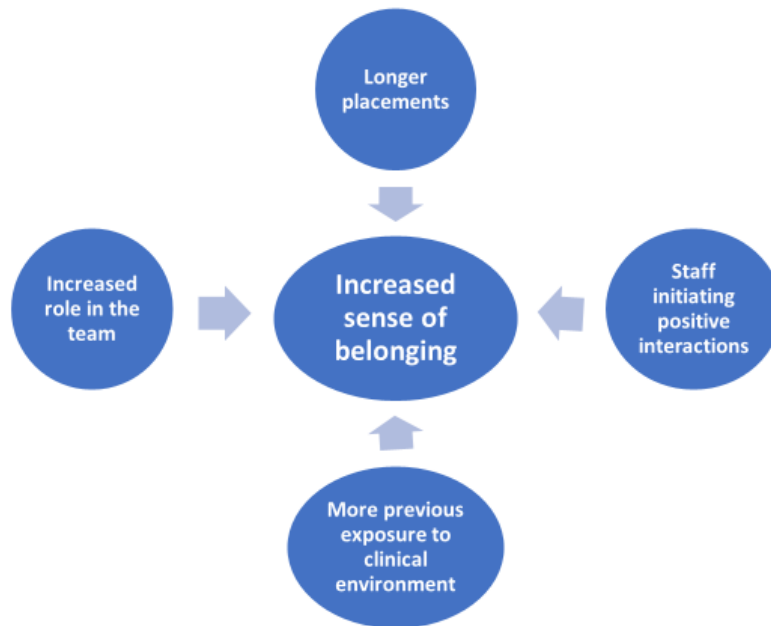 Longer
placements
Increased
role in the
team
Increased
sense of
belonging
Staff
initiating
positive
interactions
More previous
exposure to
clinical
environment